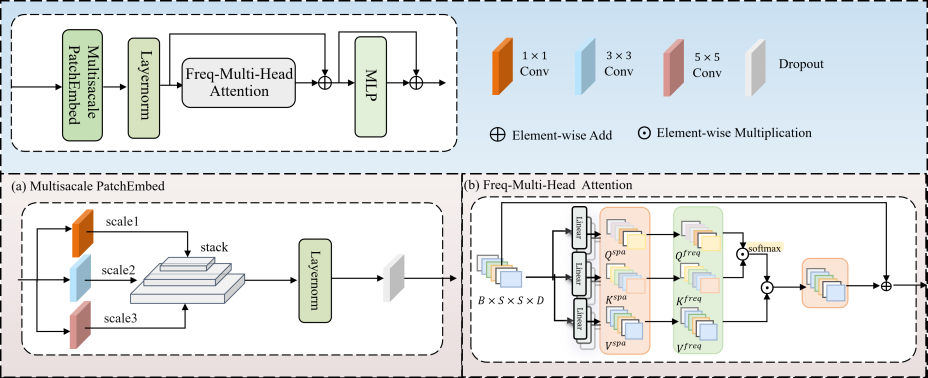 Multisacale
PatchEmbed
Layernorm
Freq-Multi-Head
Attention
MLP
1 × 1
Conv
3 × 3
Conv
5 × 5
Conv
Dropout
Element-wise Add
Element-wise Multiplication
(a) Multisacale PatchEmbed
scale1
scale2
scale3
stack
Layernorm
(b) Freq-Multi-Head Attention
B × S × S × D
Linear
Linear
Linear
Q^{spa}
K^{spa}
V^{spa}
Q^{freq}
K^{freq}
V^{freq}
softmax